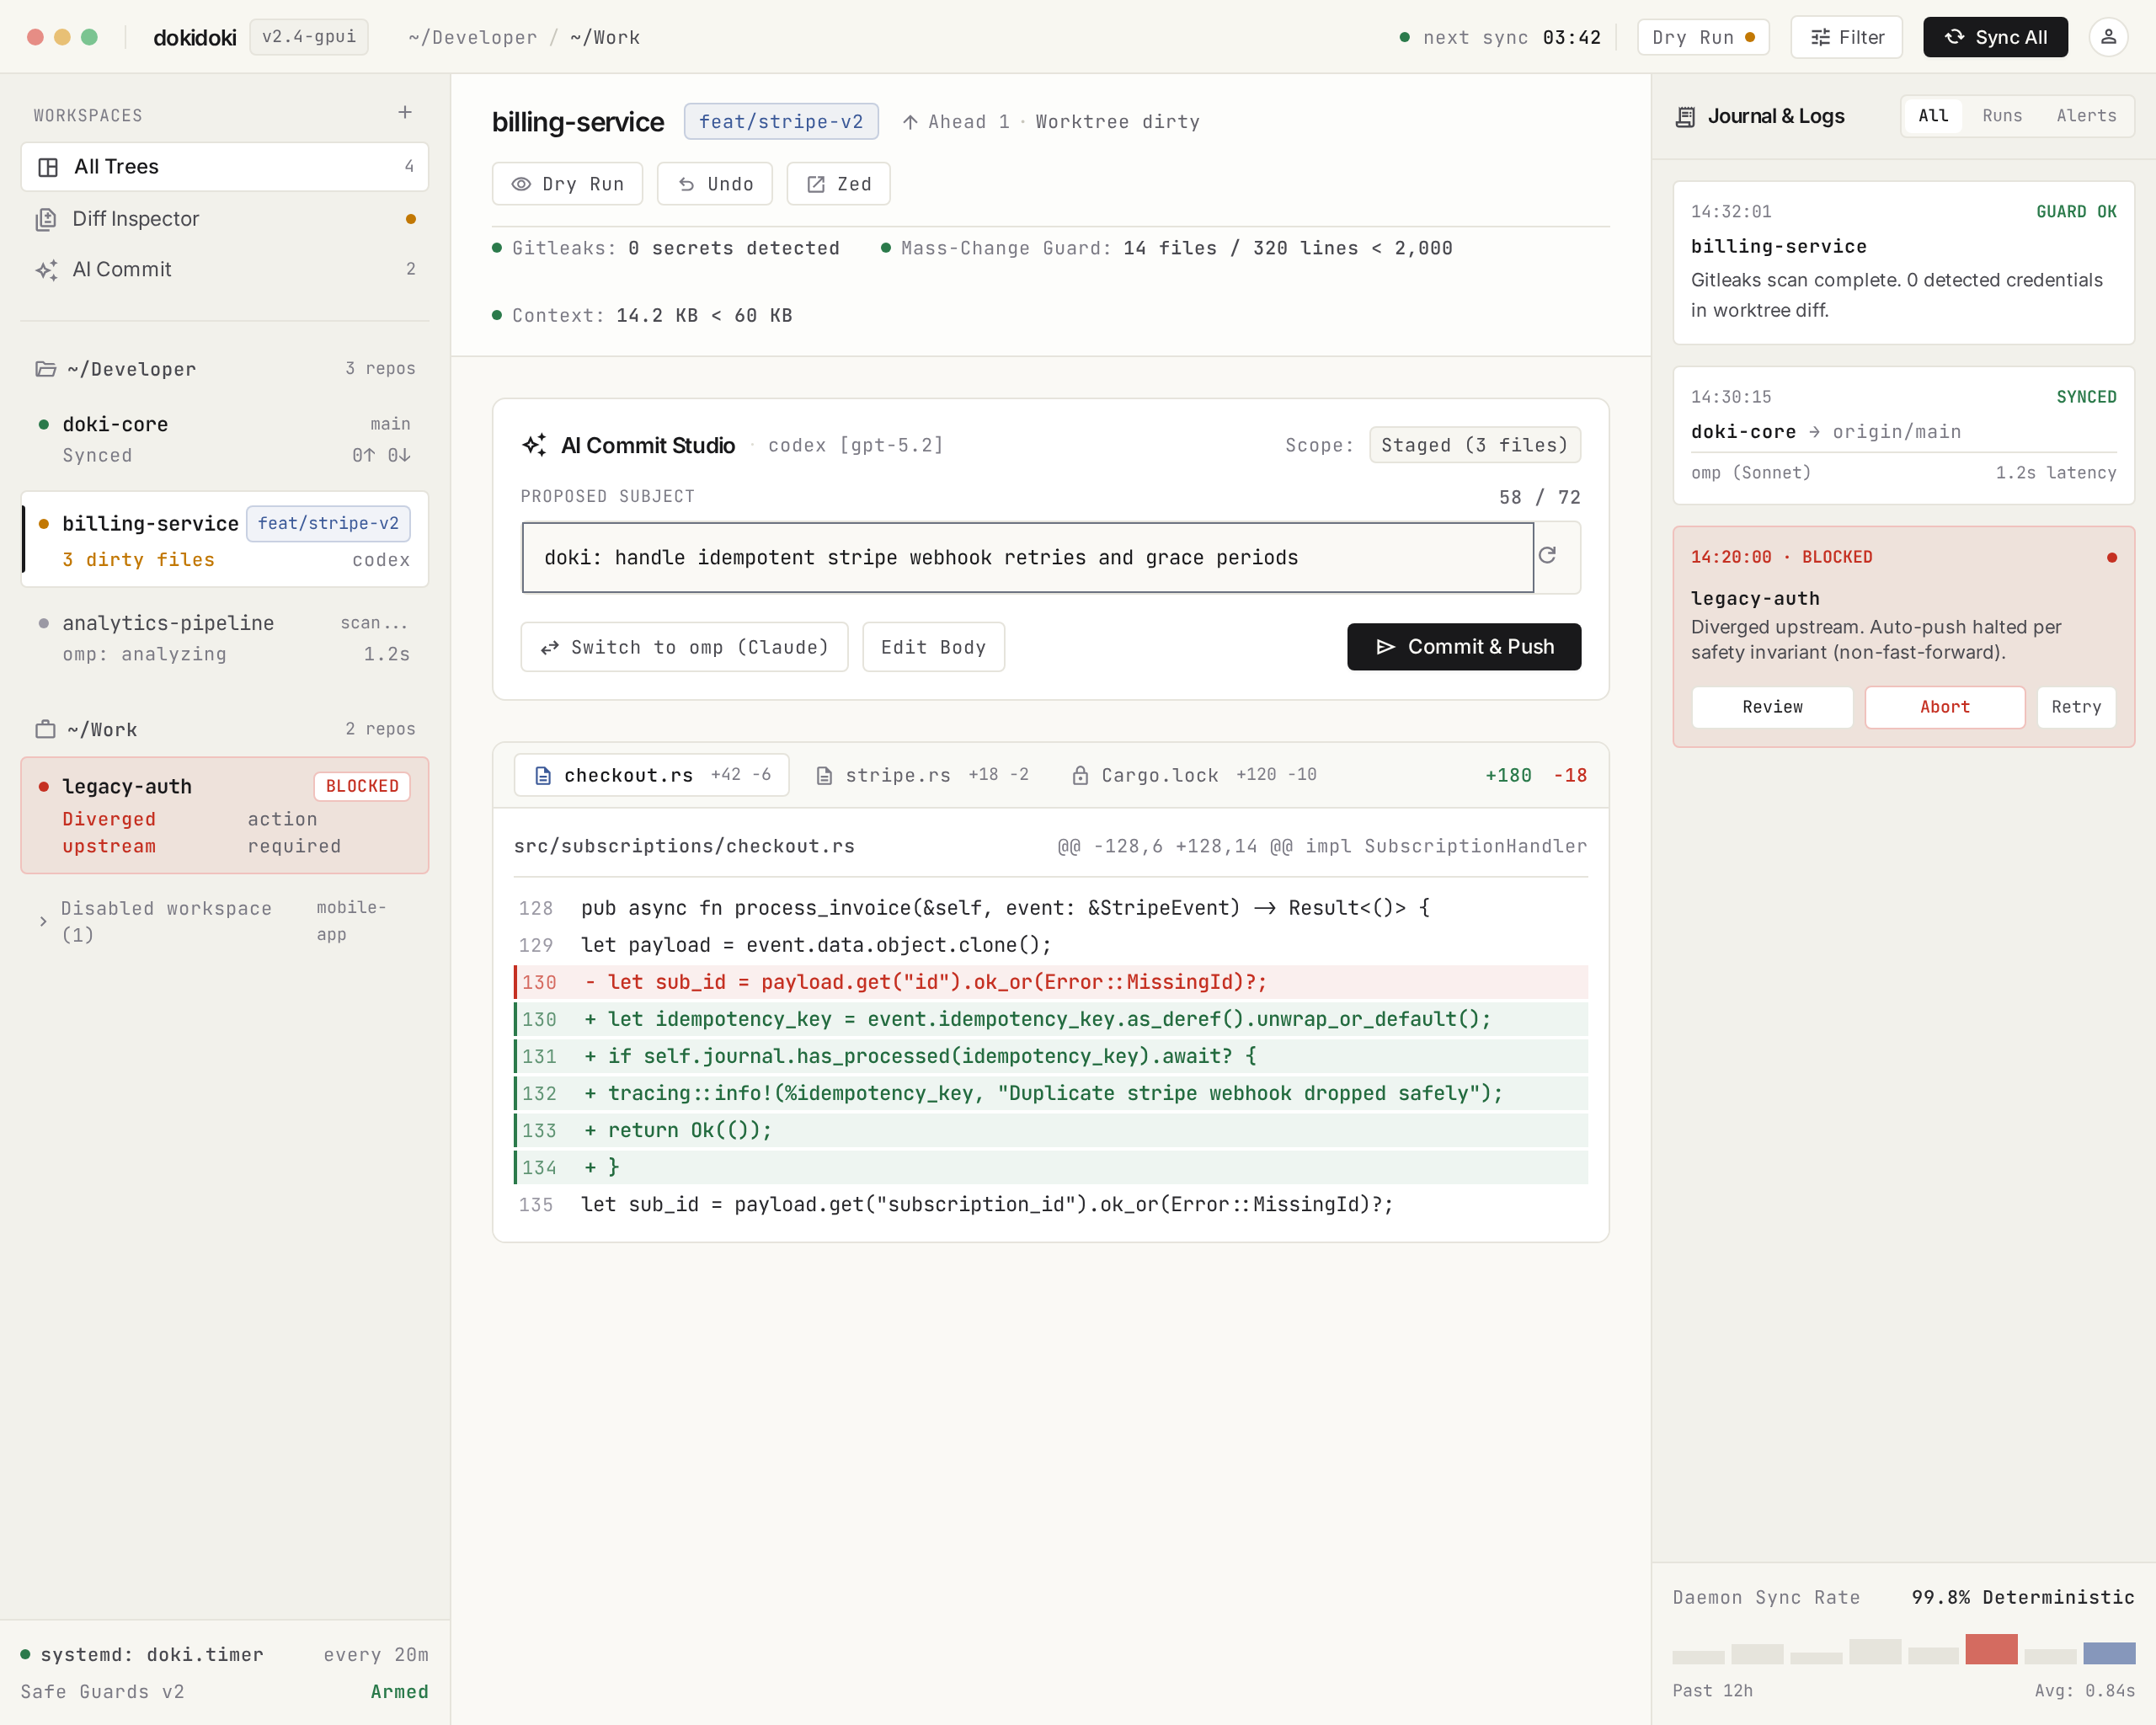 dokidoki v2.4-gpui ~/Developer / ~/Work
next sync 03:42 Dry Run Filter Sync All
WORKSPACES +
All Trees 4
Diff Inspector
AI Commit 2
~/Developer 3 repos
doki-core main
Synced 0↑ 0↓
billing-service feat/stripe-v2
3 dirty files codex
analytics-pipeline scan...
omp: analyzing 1.2s
~/Work 2 repos
legacy-auth BLOCKED
Diverged upstream action required
Disabled workspace (1) mobile-app
systemd: doki.timer every 20m
Safe Guards v2 Armed
billing-service feat/stripe-v2 ↑ Ahead 1 · Worktree dirty
Dry Run Undo Zed
Gitleaks: 0 secrets detected Mass-Change Guard: 14 files / 320 lines < 2,000
Context: 14.2 KB < 60 KB
AI Commit Studio · codex [gpt-5.2] Scope: Staged (3 files)
PROPOSED SUBJECT 58 / 72
doki: handle idempotent stripe webhook retries and grace periods
Switch to omp (Claude) Edit Body Commit & Push
checkout.rs +42 -6 stripe.rs +18 -2 Cargo.lock +120 -10 +180 -18
src/subscriptions/checkout.rs @@ -128,6 +128,14 @@ impl SubscriptionHandler
128 pub async fn process_invoice(&self, event: &StripeEvent) -> Result<()> {
129 let payload = event.data.object.clone();
130 - let sub_id = payload.get("id").ok_or(Error::MissingId)?;
130 + let idempotency_key = event.idempotency_key.as_deref().unwrap_or_default();
131 + if self.journal.has_processed(idempotency_key).await? {
132 + tracing::info!(%idempotency_key, "Duplicate stripe webhook dropped safely");
133 + return Ok(());
134 + }
135 let sub_id = payload.get("subscription_id").ok_or(Error::MissingId)?;
Journal & Logs All Runs Alerts
14:32:01 GUARD OK
billing-service
Gitleaks scan complete. 0 detected credentials
in worktree diff.
14:30:15 SYNCED
doki-core → origin/main
omp (Sonnet) 1.2s latency
14:20:00 · BLOCKED
legacy-auth
Diverged upstream. Auto-push halted per
safety invariant (non-fast-forward).
Review Abort Retry
Daemon Sync Rate 99.8% Deterministic
Past 12h Avg: 0.84s